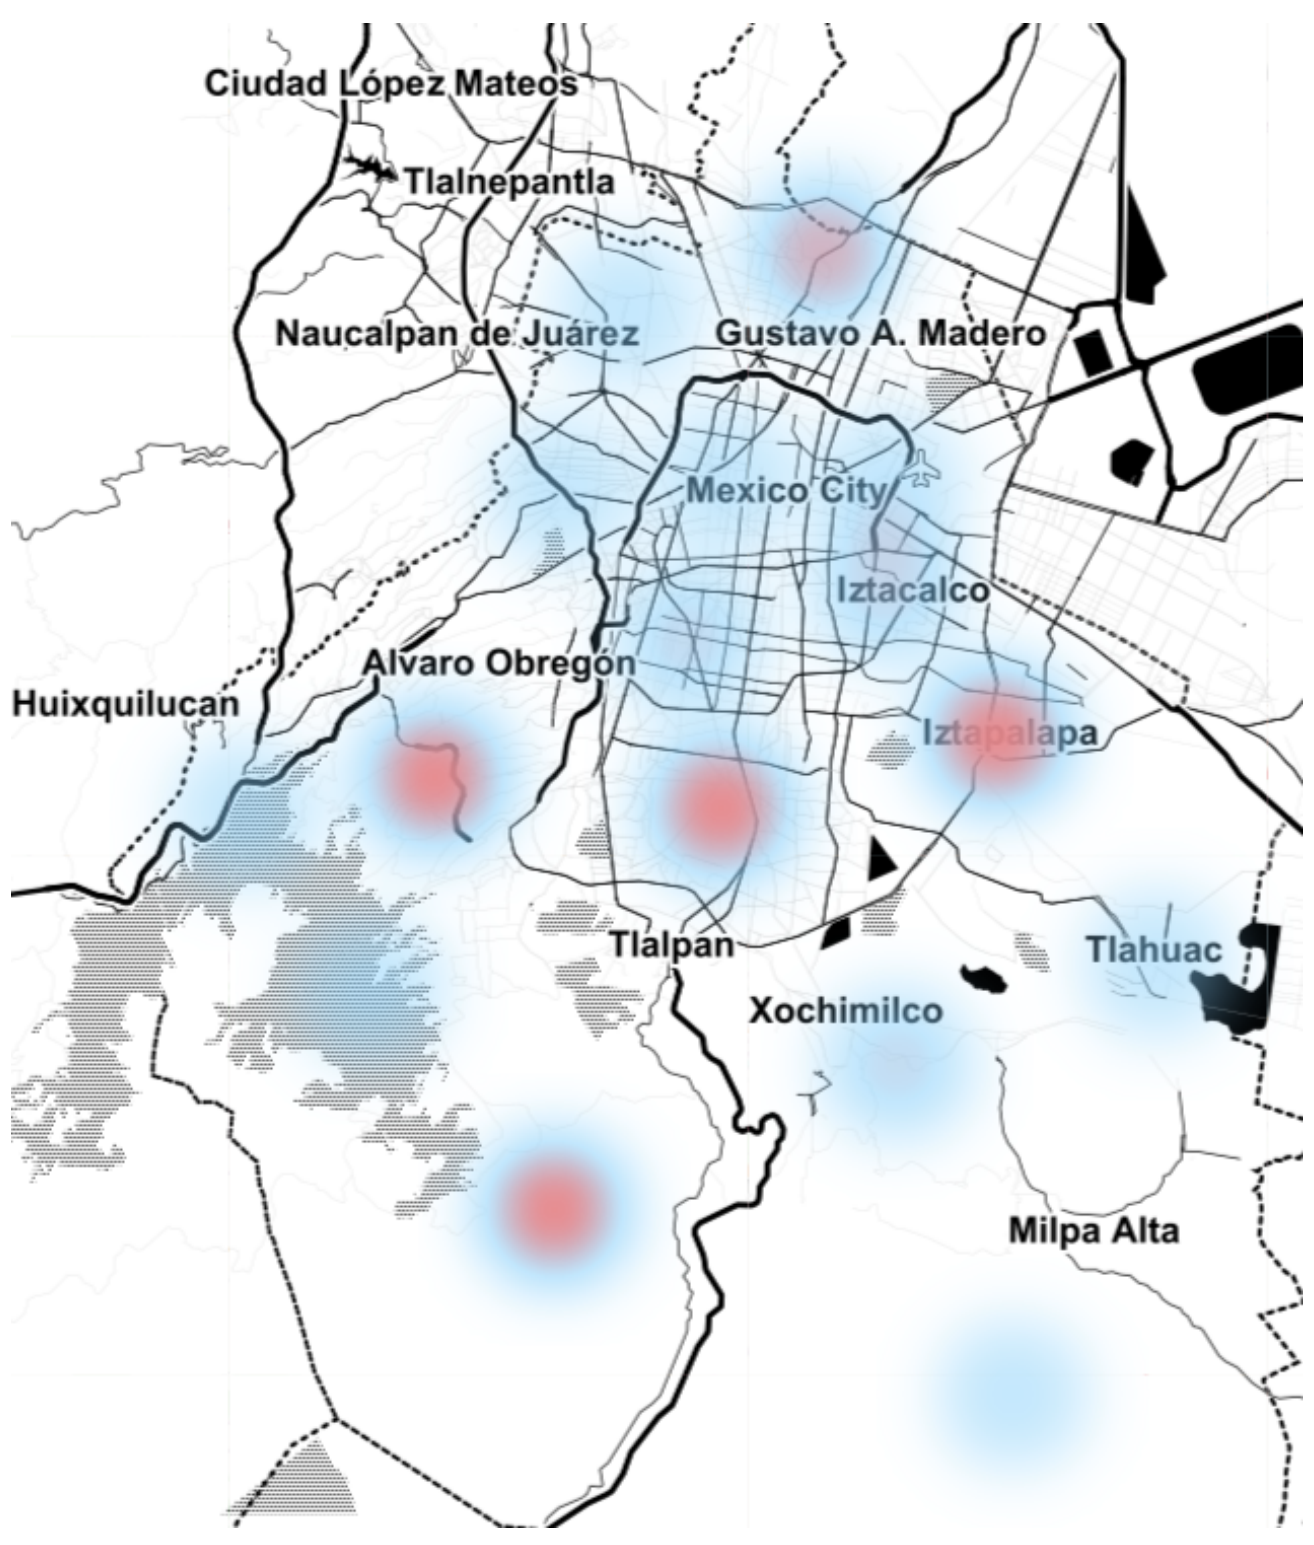 Ciudad López Mateos
Tlalnepantla
Naucalpan de Juárez
Gustavo A. Madero
Mexico City
Iztacalco
Alvaro Obregón
Huixquilucan
Iztapalapa
Tlalpan
Tlahuac
Xochimilco
Milpa Alta